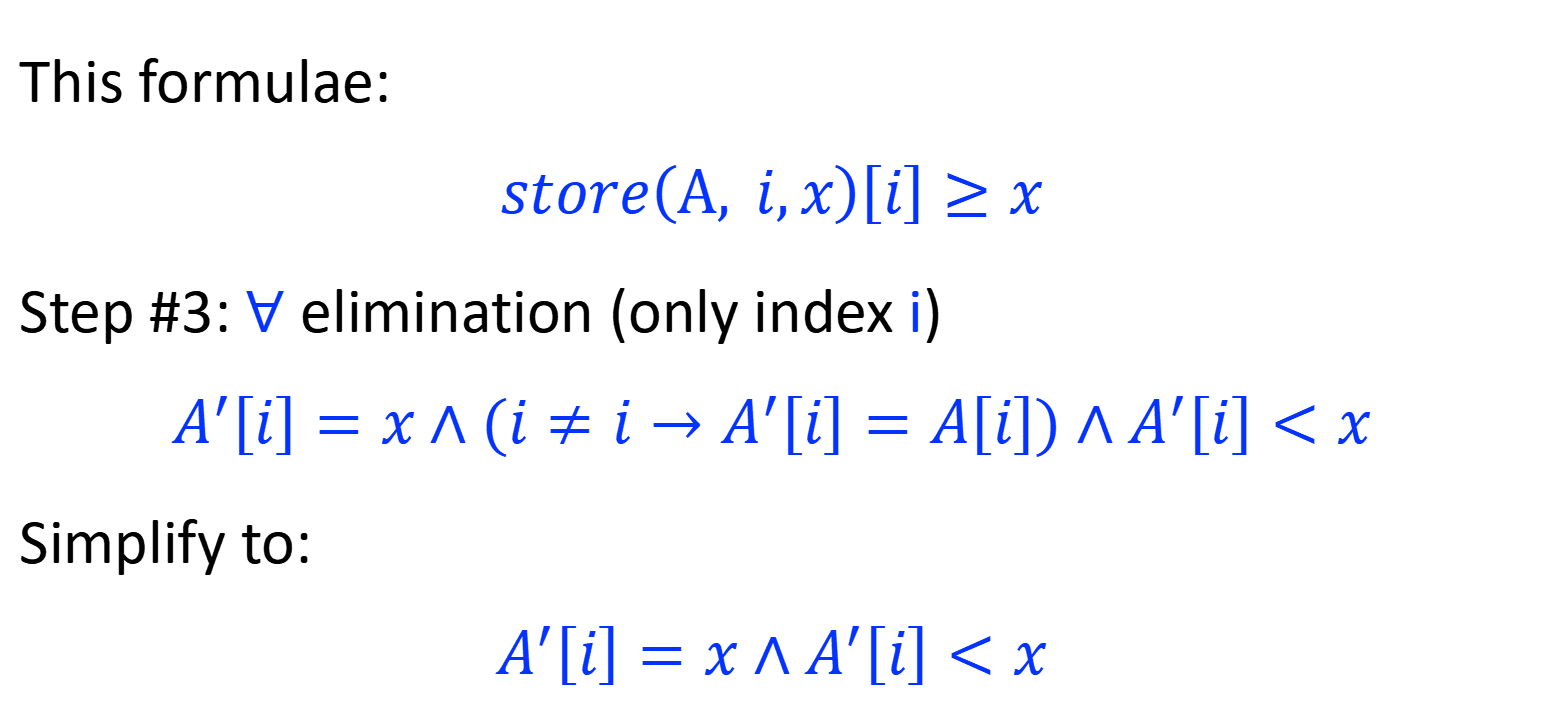 This formulae:
store(A, i, x)[i] ≥ x
Step #3: ∀ elimination (only index i)
A′[i] = x ∧ (i ≠ i → A′[i] = A[i]) ∧ A′[i] < x
Simplify to:
A′[i] = x ∧ A′[i] < x